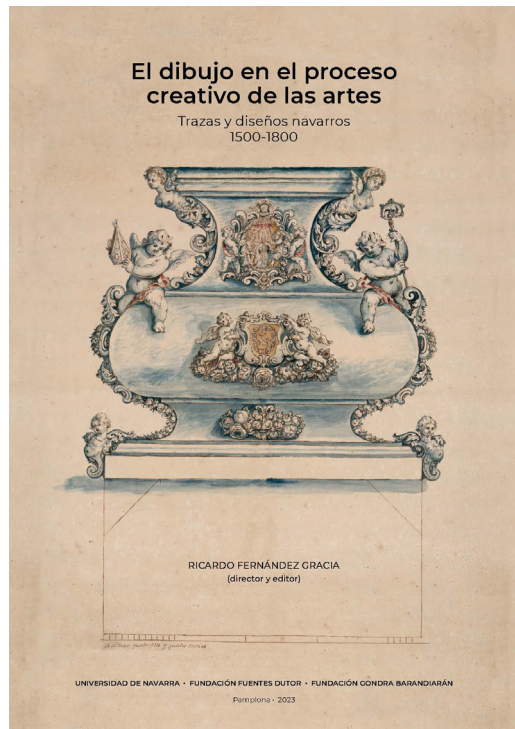 El dibujo en el proceso
creativo de las artes
Trazas y diseños navarros
1500-1800
RICARDO FERNÁNDEZ GRACIA
(director y editor)
UNIVERSIDAD DE NAVARRA • FUNDACIÓN FUENTES DUTOR • FUNDACIÓN GONDRA BARANDIARÁN
Pamplona • 2023